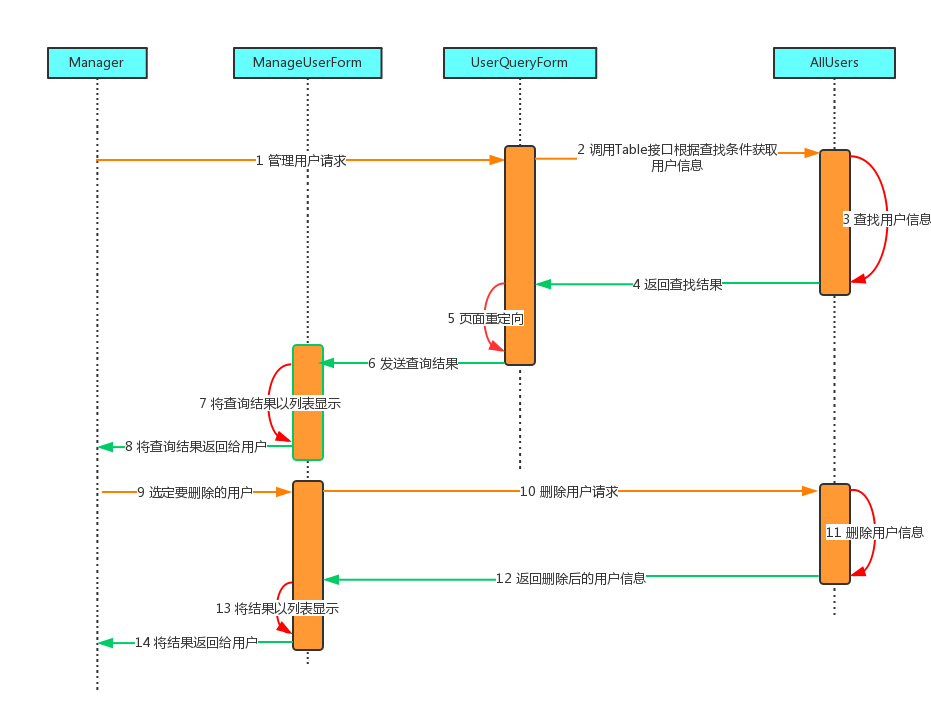 Manager
ManageUserForm
UserQueryForm
AllUsers
1 管理用户请求
2 调用Table接口根据查找条件获取
用户信息
3 查找用户信息
4 返回查找结果
5 页面重定向
6 发送查询结果
7 将查询结果以列表显示
8 将查询结果返回给用户
9 选定要删除的用户
10 删除用户请求
11 删除用户信息
12 返回删除后的用户信息
13 将结果以列表显示
14 将结果返回给用户